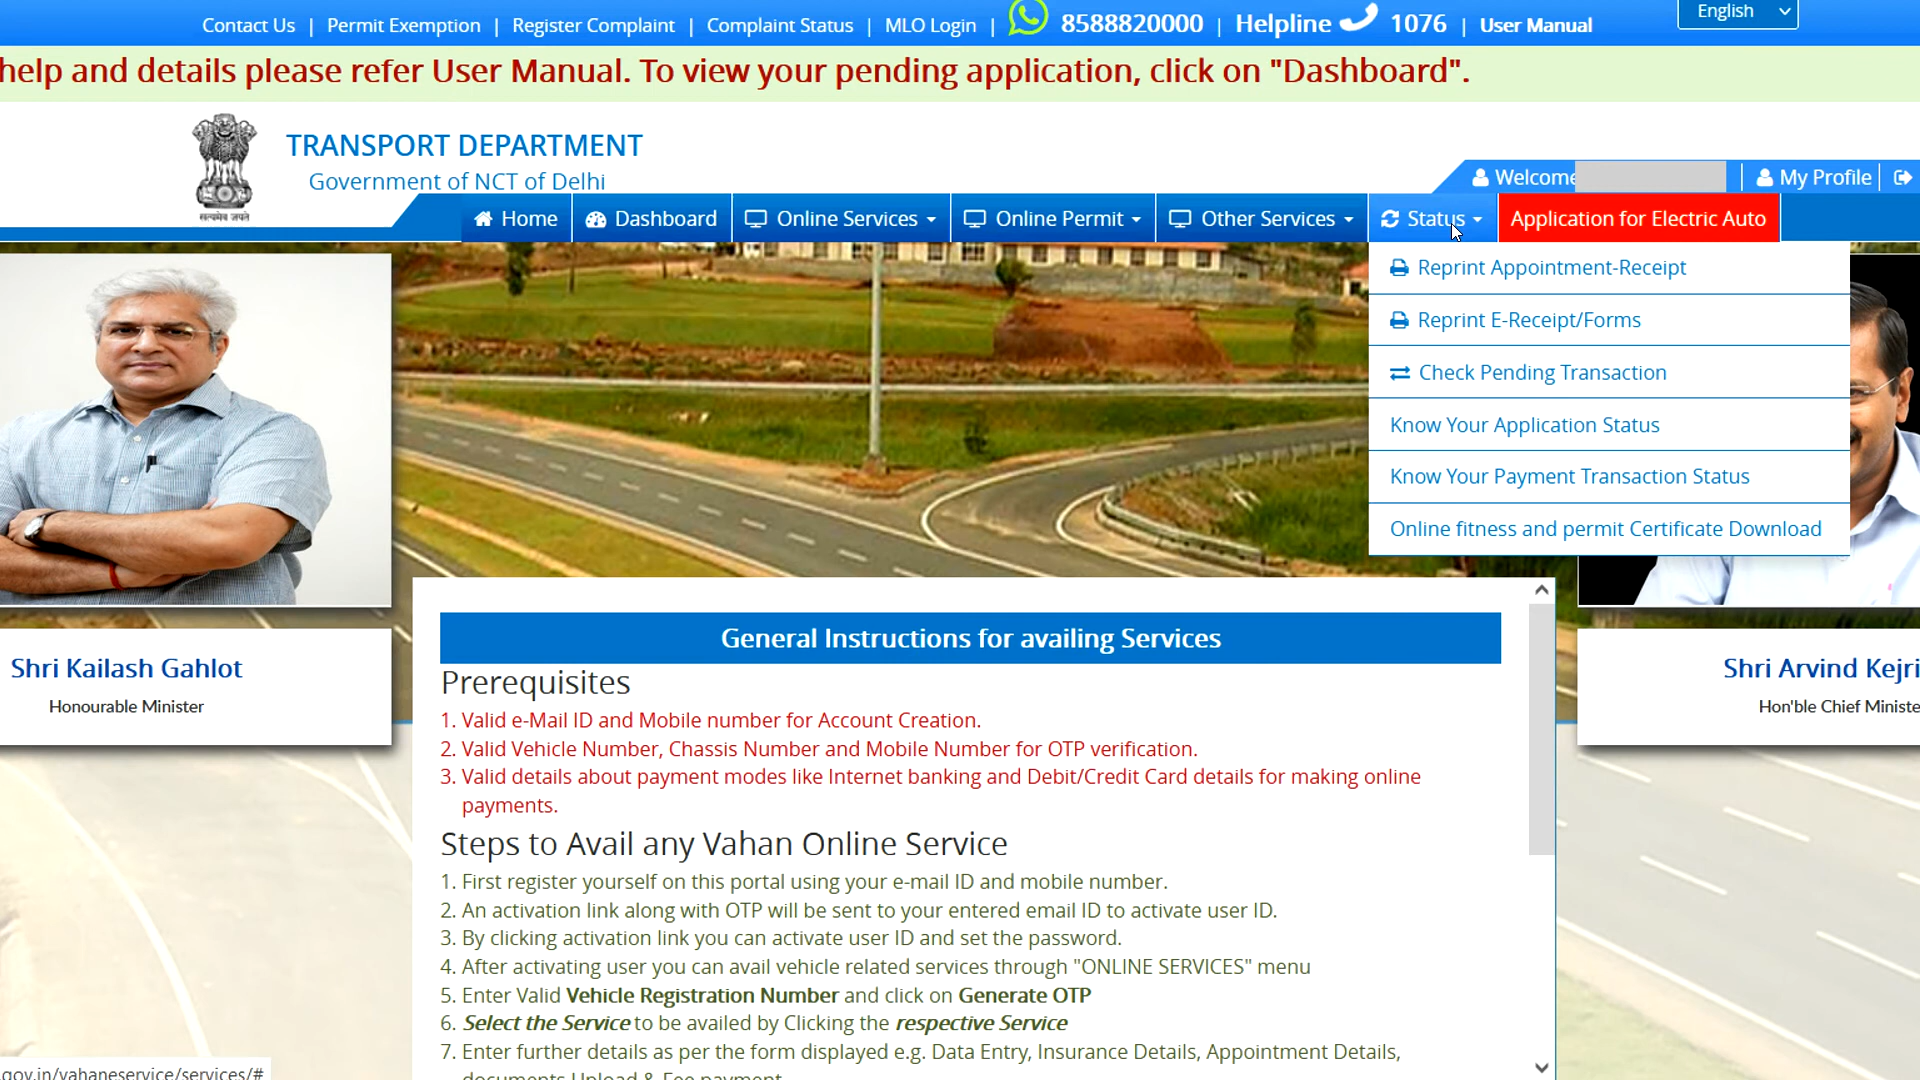 Contact Us | Permit Exemption | Register Complaint | Complaint Status | MLO Login | 8588820000 | Helpline 1076 | User Manual
English
help and details please refer User Manual. To view your pending application, click on "Dashboard".
TRANSPORT DEPARTMENT
Government of NCT of Delhi
सत्यमेव जयते
Welcome
My Profile
Home
Dashboard
Online Services
Online Permit
Other Services
Status
Application for Electric Auto
Reprint Appointment-Receipt
Reprint E-Receipt/Forms
Check Pending Transaction
Know Your Application Status
Know Your Payment Transaction Status
Online fitness and permit Certificate Download
Shri Kailash Gahlot
Honourable Minister
Shri Arvind Kejri
Hon'ble Chief Ministe
General Instructions for availing Services
Prerequisites
1. Valid e-Mail ID and Mobile number for Account Creation.
2. Valid Vehicle Number, Chassis Number and Mobile Number for OTP verification.
3. Valid details about payment modes like Internet banking and Debit/Credit Card details for making online
payments.
Steps to Avail any Vahan Online Service
1. First register yourself on this portal using your e-mail ID and mobile number.
2. An activation link along with OTP will be sent to your entered email ID to activate user ID.
3. By clicking activation link you can activate user ID and set the password.
4. After activating user you can avail vehicle related services through "ONLINE SERVICES" menu
5. Enter Valid Vehicle Registration Number and click on Generate OTP
6. Select the Service to be availed by Clicking the respective Service
7. Enter further details as per the form displayed e.g. Data Entry, Insurance Details, Appointment Details,
documents Upload & Fee payment
.gov.in/vahaneservice/services/#